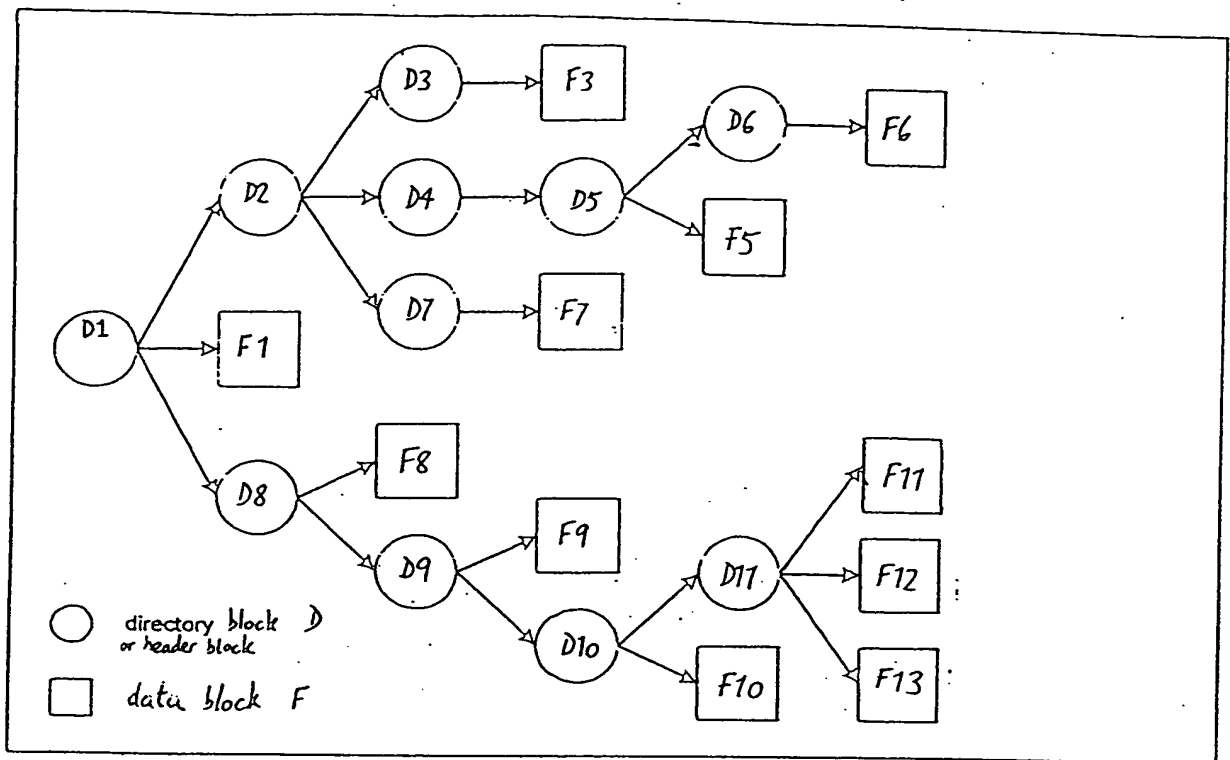 D3
F3
D6
F6
D2
D4
D5
F5
D7
F7
D1
F1
F8
D8
F11
F9
D9
D11
F12
D10
F10
F13
directory block D
or header block
data block F